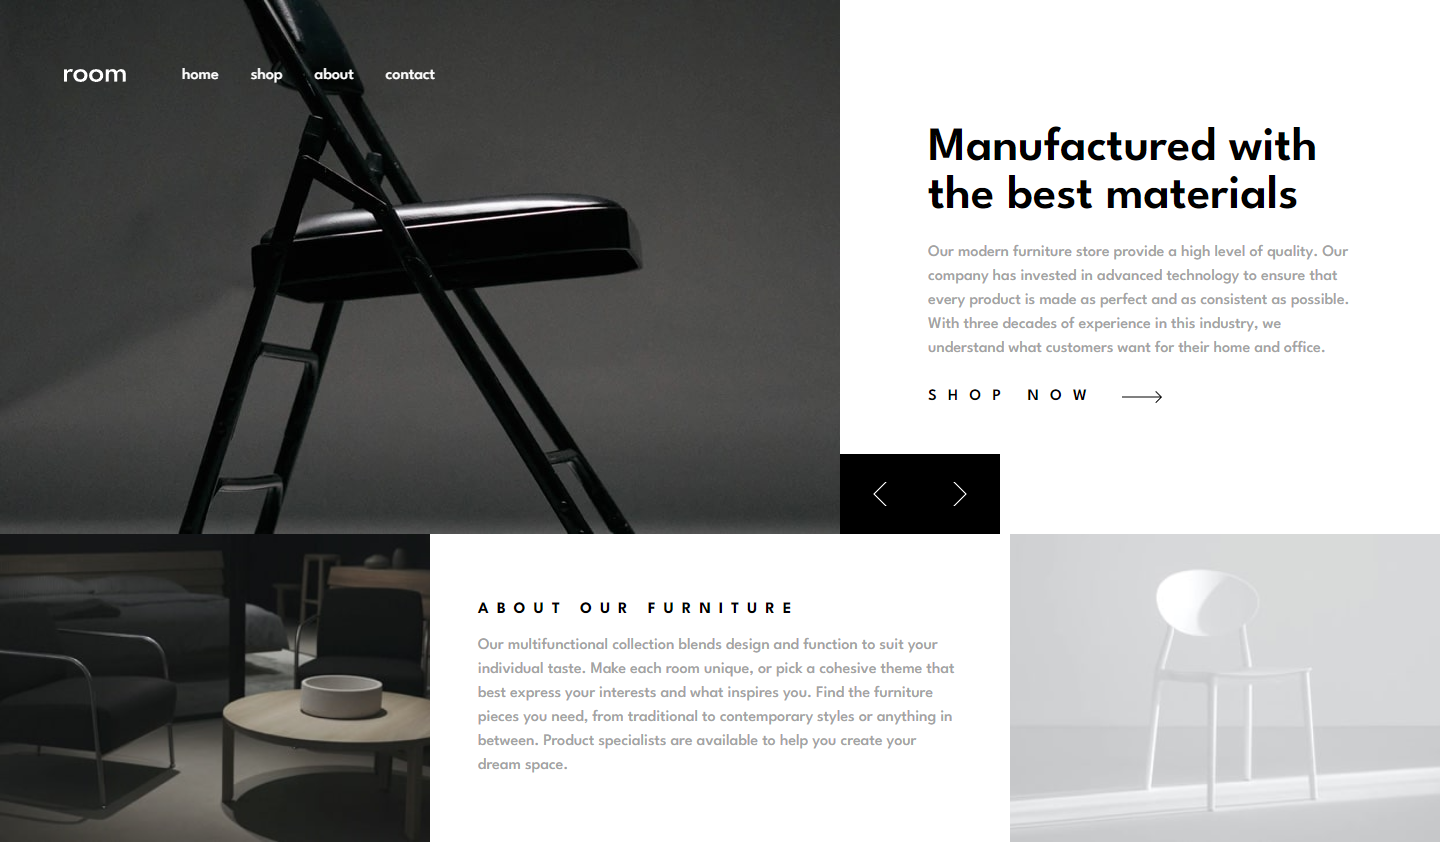 room
home shop about contact
Manufactured with
the best materials
Our modern furniture store provide a high level of quality. Our
company has invested in advanced technology to ensure that
every product is made as perfect and as consistent as possible.
With three decades of experience in this industry, we
understand what customers want for their home and office.
SHOP NOW
ABOUT OUR FURNITURE
Our multifunctional collection blends design and function to suit your
individual taste. Make each room unique, or pick a cohesive theme that
best express your interests and what inspires you. Find the furniture
pieces you need, from traditional to contemporary styles or anything in
between. Product specialists are available to help you create your
dream space.